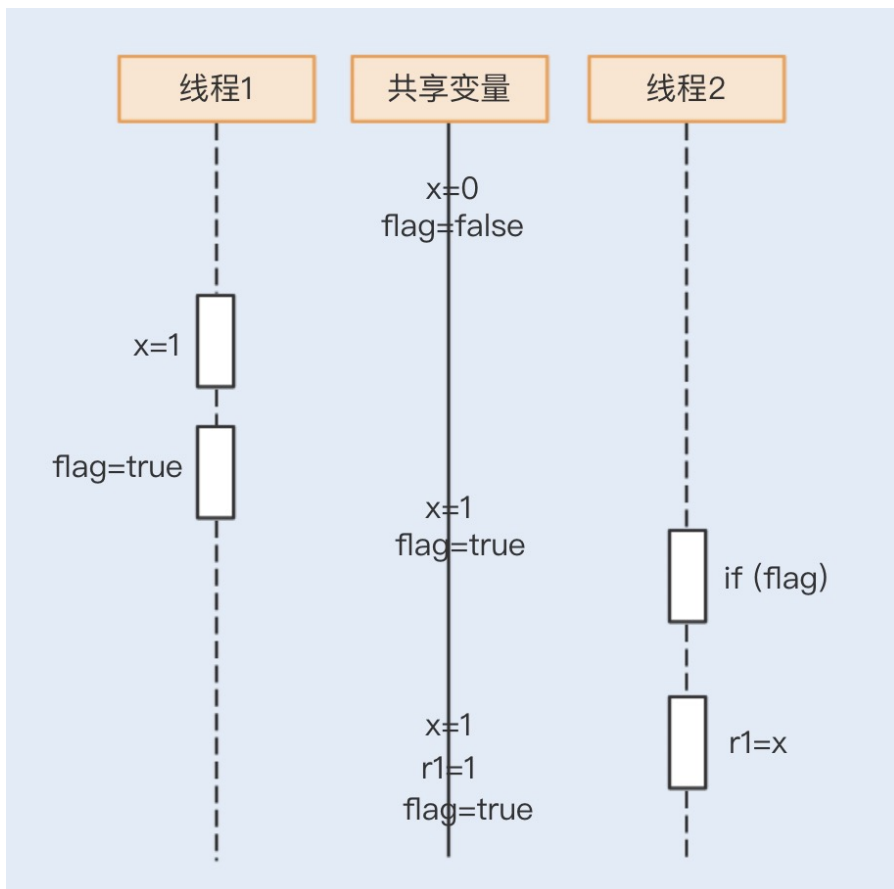 线程1
共享变量
线程2
x=0
flag=false
x=1
flag=true
x=1
flag=true
if (flag)
x=1
r1=1
flag=true
r1=x